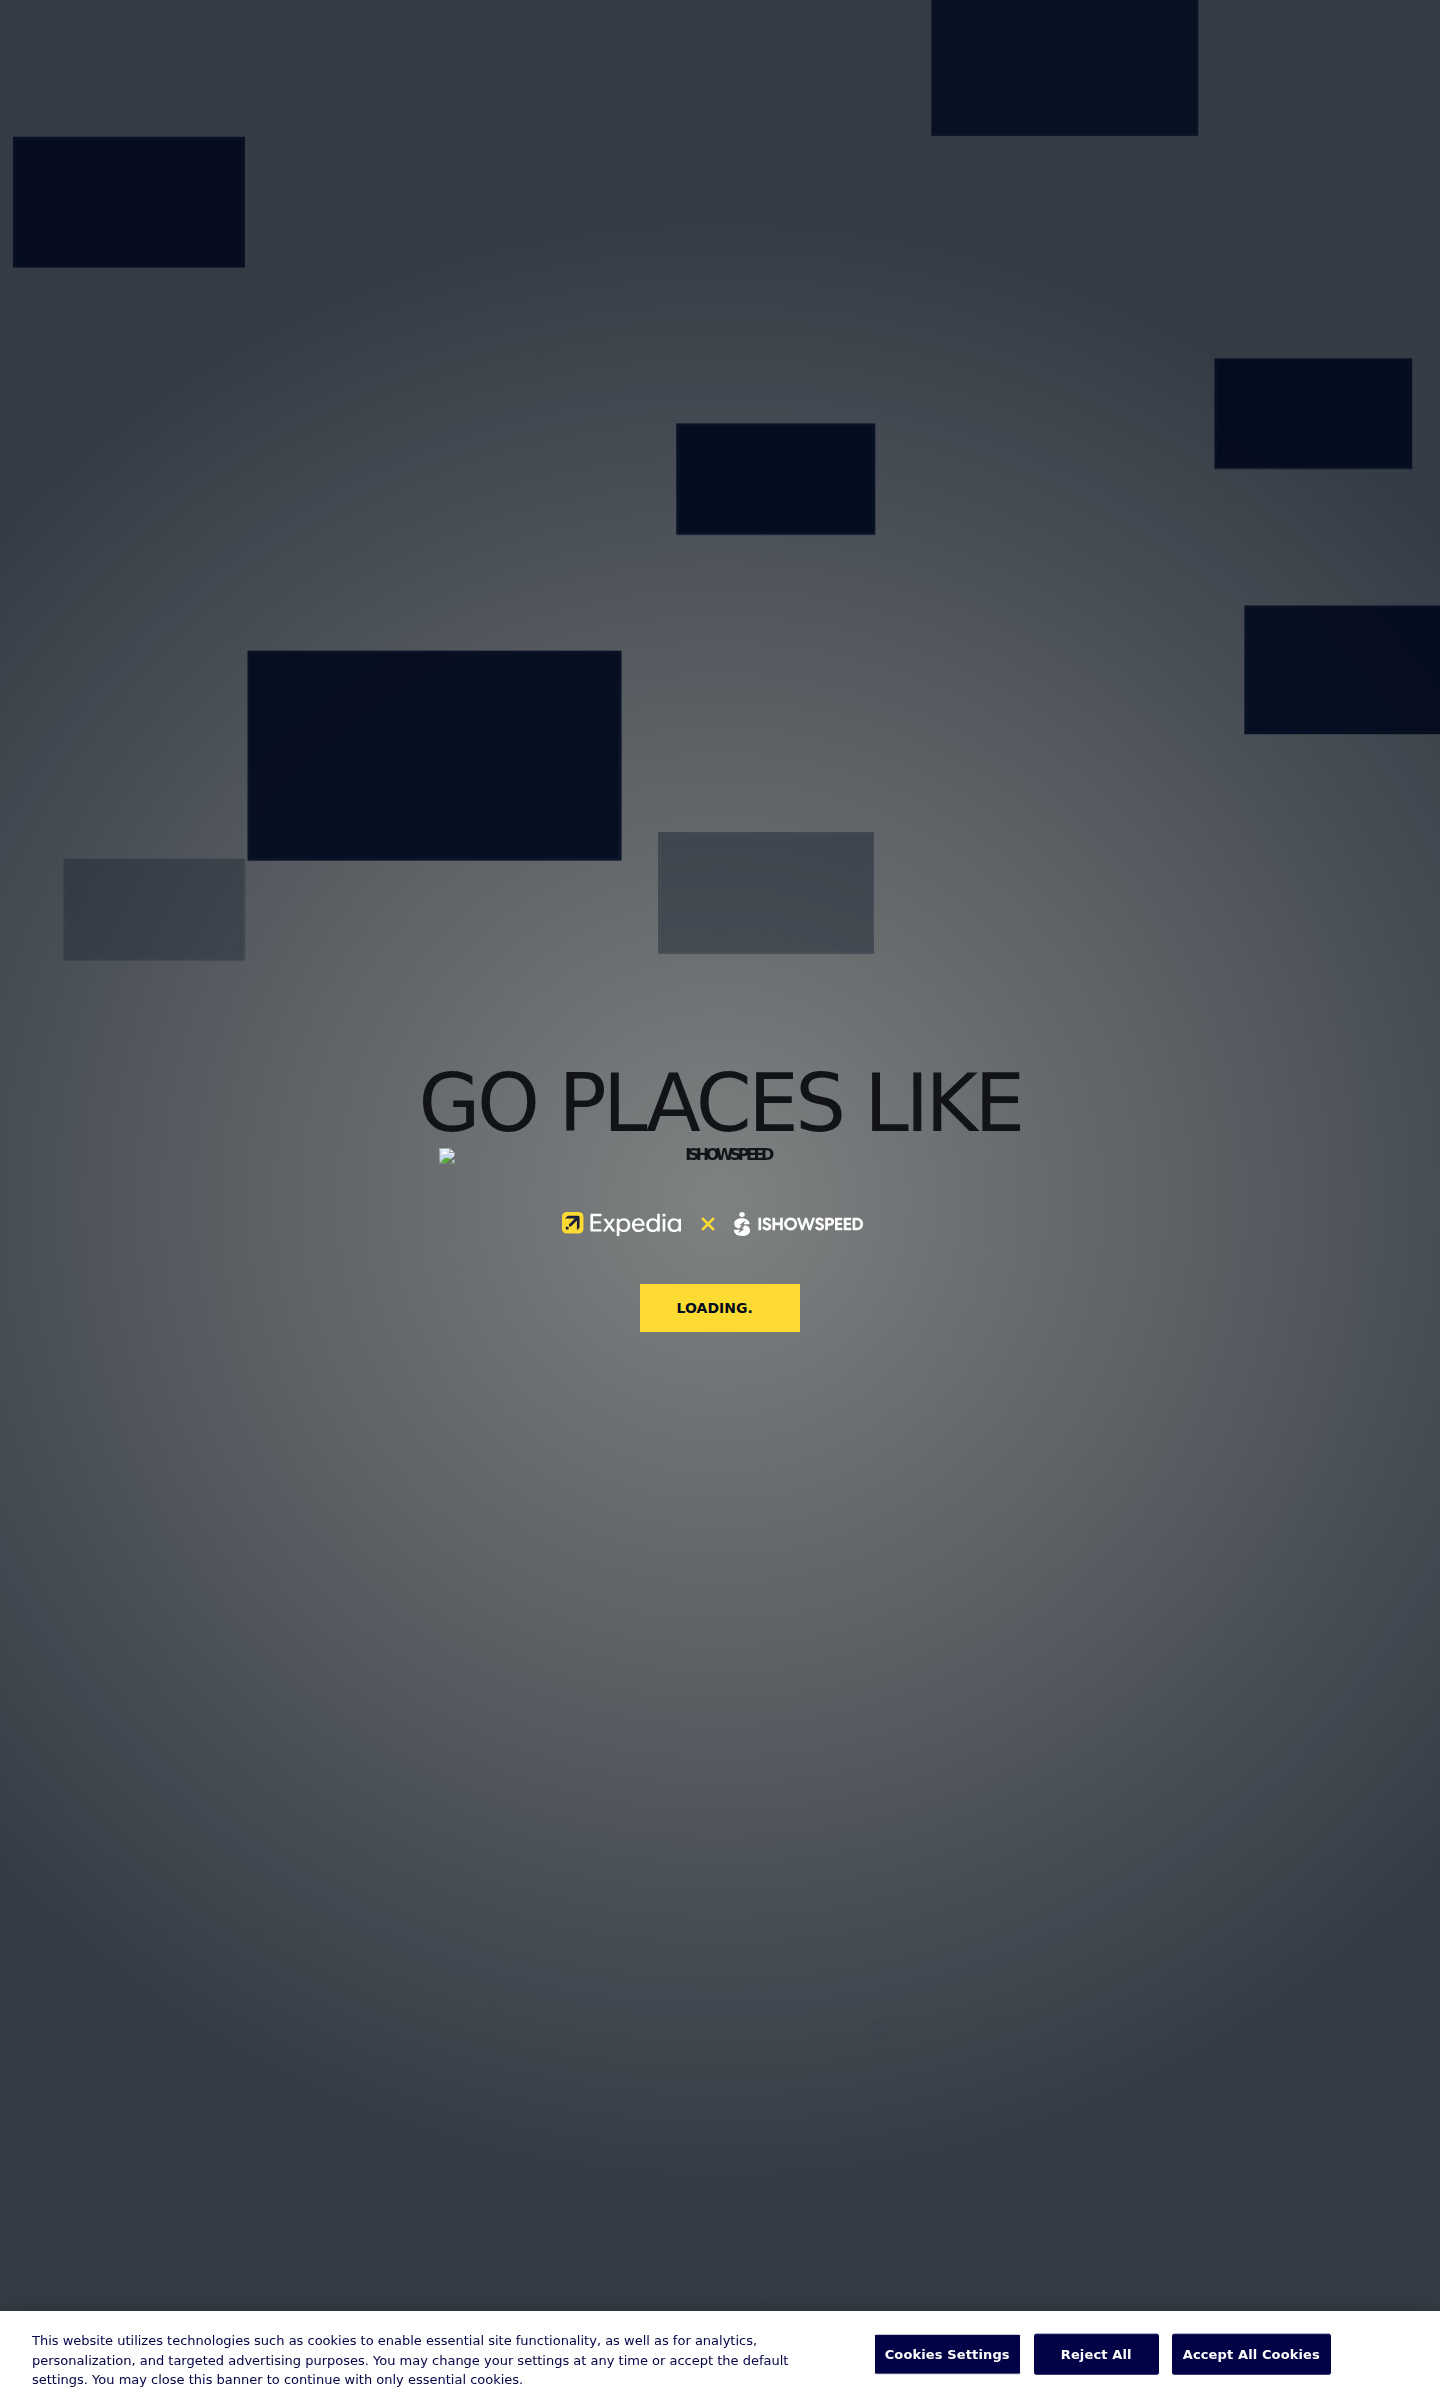 GO PLACES LIKE
ISHOWSPEED
Expedia × ISHOWSPEED
LOADING.
This website utilizes technologies such as cookies to enable essential site functionality, as well as for analytics,
personalization, and targeted advertising purposes. You may change your settings at any time or accept the default
settings. You may close this banner to continue with only essential cookies.
Cookies Settings
Reject All
Accept All Cookies